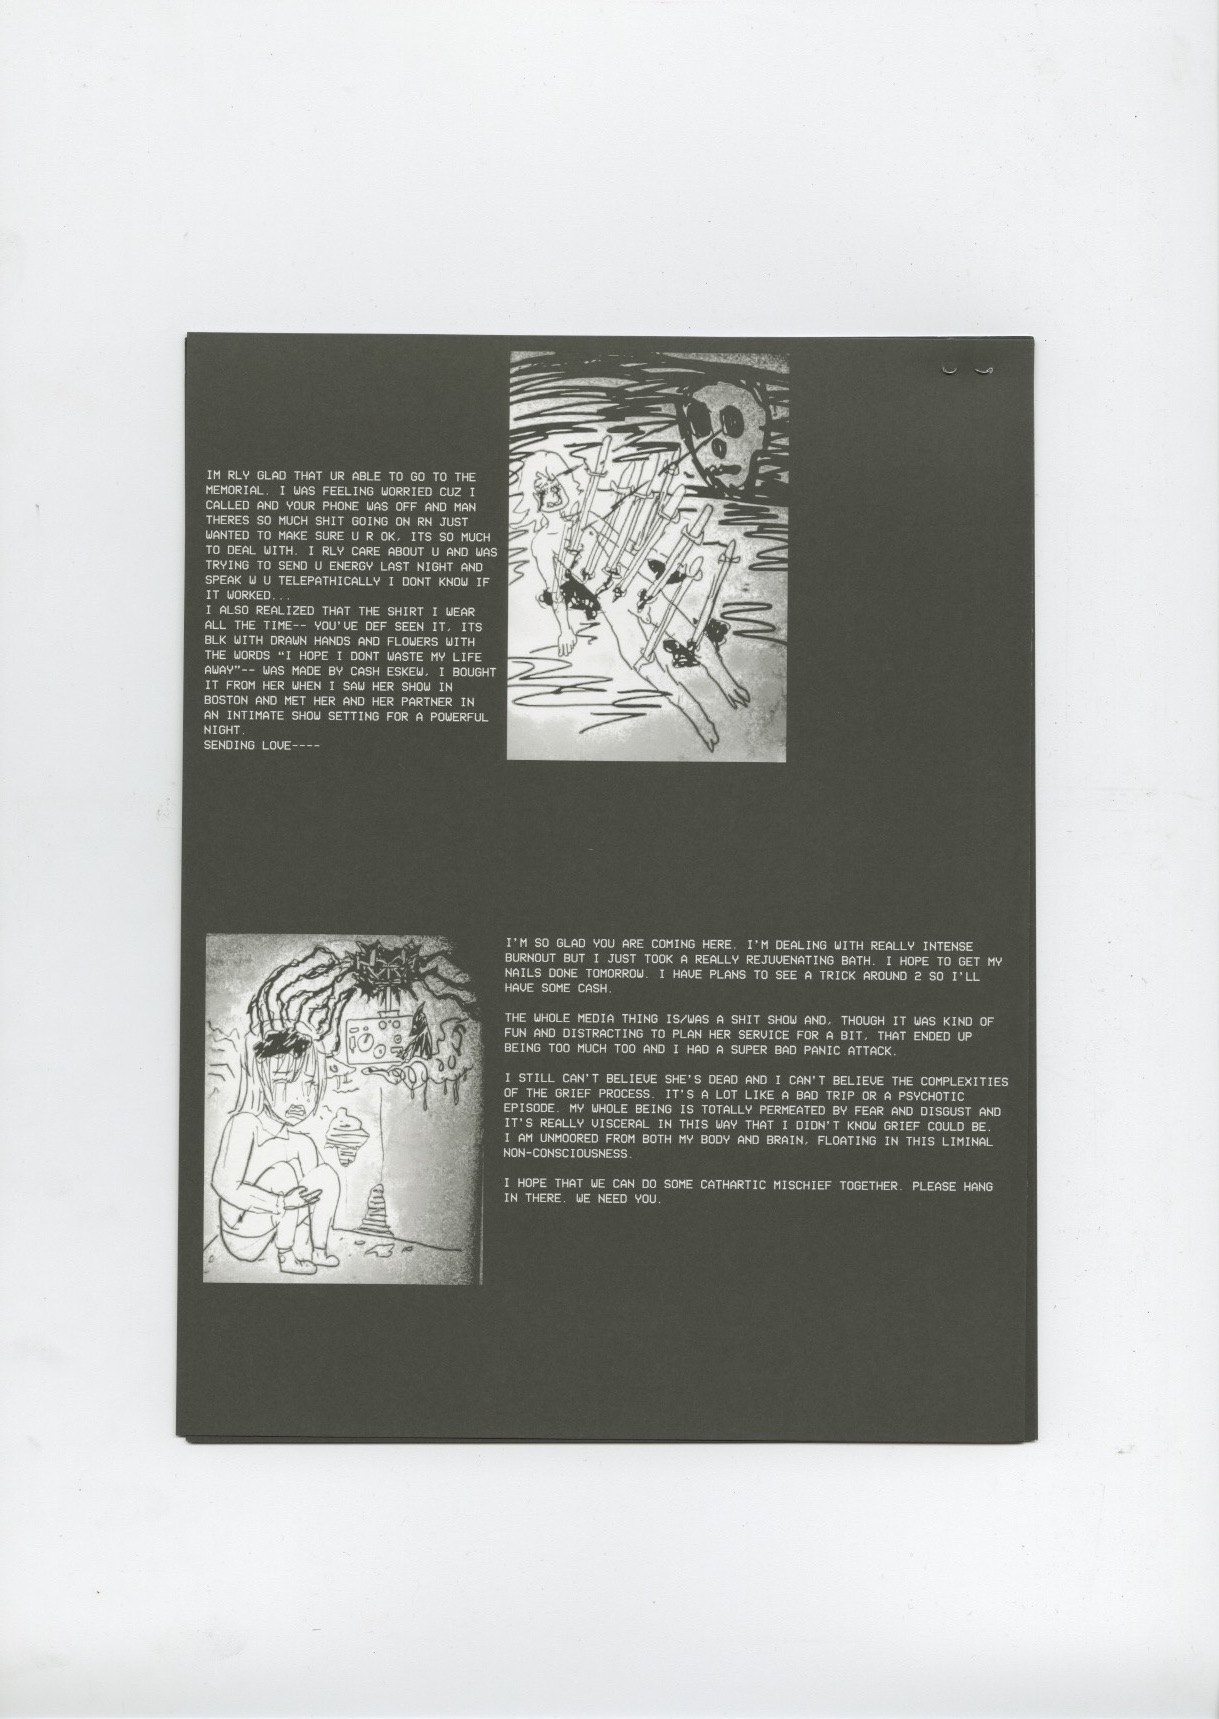 IM RLY GLAD THAT UR ABLE TO GO TO THE
MEMORIAL. I WAS FEELING WORRIED CUZ I
CALLED AND YOUR PHONE WAS OFF AND MAN
THERES SO MUCH SHIT GOING ON RN JUST
WANTED TO MAKE SURE U R OK, ITS SO MUCH
TO DEAL WITH. I RLY CARE ABOUT U AND WAS
TRYING TO SEND U ENERGY LAST NIGHT AND
SPEAK W U TELEPATHICALLY I DONT KNOW IF
IT WORKED...
I ALSO REALIZED THAT THE SHIRT I WEAR
ALL THE TIME-- YOU'VE DEF SEEN IT, ITS
BLK WITH DRAWN HANDS AND FLOWERS WITH
THE WORDS "I HOPE I DONT WASTE MY LIFE
AWAY"-- WAS MADE BY CASH ESKEW, I BOUGHT
IT FROM HER WHEN I SAW HER SHOW IN
BOSTON AND MET HER AND HER PARTNER IN
AN INTIMATE SHOW SETTING FOR A POWERFUL
NIGHT.
SENDING LOVE----
I'M SO GLAD YOU ARE COMING HERE. I'M DEALING WITH REALLY INTENSE
BURNOUT BUT I JUST TOOK A REALLY REJUVENATING BATH. I HOPE TO GET MY
NAILS DONE TOMORROW. I HAVE PLANS TO SEE A TRICK AROUND 2 SO I'LL
HAVE SOME CASH.
THE WHOLE MEDIA THING IS/WAS A SHIT SHOW AND, THOUGH IT WAS KIND OF
FUN AND DISTRACTING TO PLAN HER SERVICE FOR A BIT, THAT ENDED UP
BEING TOO MUCH TOO AND I HAD A SUPER BAD PANIC ATTACK.
I STILL CAN'T BELIEVE SHE'S DEAD AND I CAN'T BELIEVE THE COMPLEXITIES
OF THE GRIEF PROCESS. IT'S A LOT LIKE A BAD TRIP OR A PSYCHOTIC
EPISODE. MY WHOLE BEING IS TOTALLY PERMEATED BY FEAR AND DISGUST AND
IT'S REALLY VISCERAL IN THIS WAY THAT I DIDN'T KNOW GRIEF COULD BE.
I AM UNMOORED FROM BOTH MY BODY AND BRAIN, FLOATING IN THIS LIMINAL
NON-CONSCIOUSNESS.
I HOPE THAT WE CAN DO SOME CATHARTIC MISCHIEF TOGETHER. PLEASE HANG
IN THERE. WE NEED YOU.